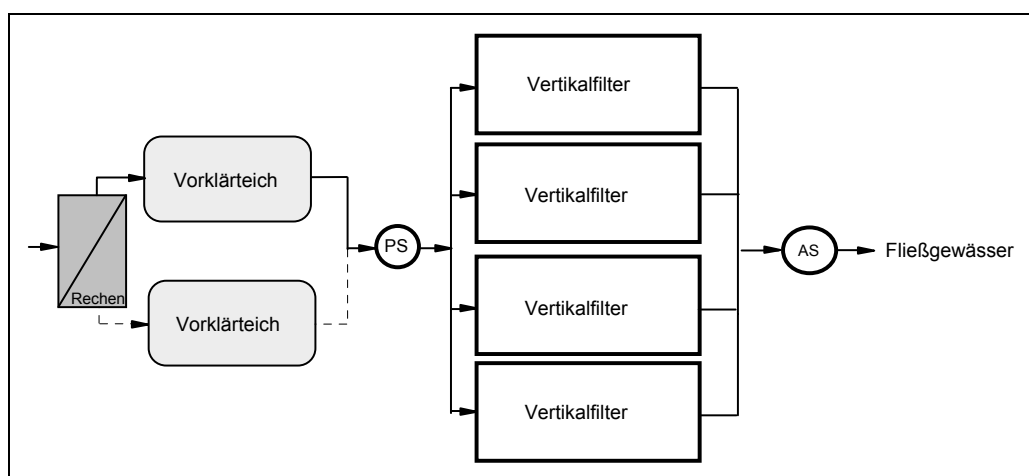 Rechen
Vorklärteich
Vorklärteich
PS
Vertikalfilter
Vertikalfilter
Vertikalfilter
Vertikalfilter
AS
Fließgewässer